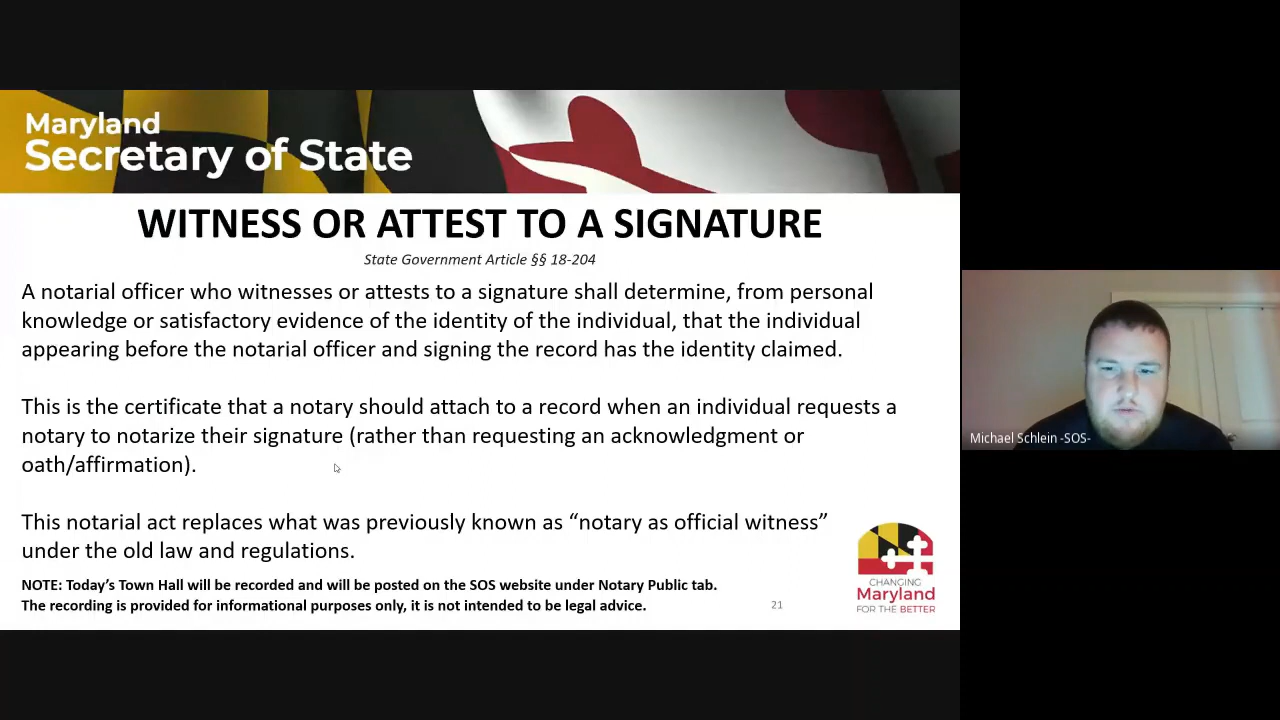 Maryland
Secretary of State
WITNESS OR ATTEST TO A SIGNATURE
State Government Article §§ 18-204
A notarial officer who witnesses or attests to a signature shall determine, from personal
knowledge or satisfactory evidence of the identity of the individual, that the individual
appearing before the notarial officer and signing the record has the identity claimed.
This is the certificate that a notary should attach to a record when an individual requests a
notary to notarize their signature (rather than requesting an acknowledgment or
oath/affirmation).
This notarial act replaces what was previously known as “notary as official witness”
under the old law and regulations.
NOTE: Today’s Town Hall will be recorded and will be posted on the SOS website under Notary Public tab.
The recording is provided for informational purposes only, it is not intended to be legal advice.
21
CHANGING
Maryland
FOR THE BETTER
Michael Schlein -SOS-